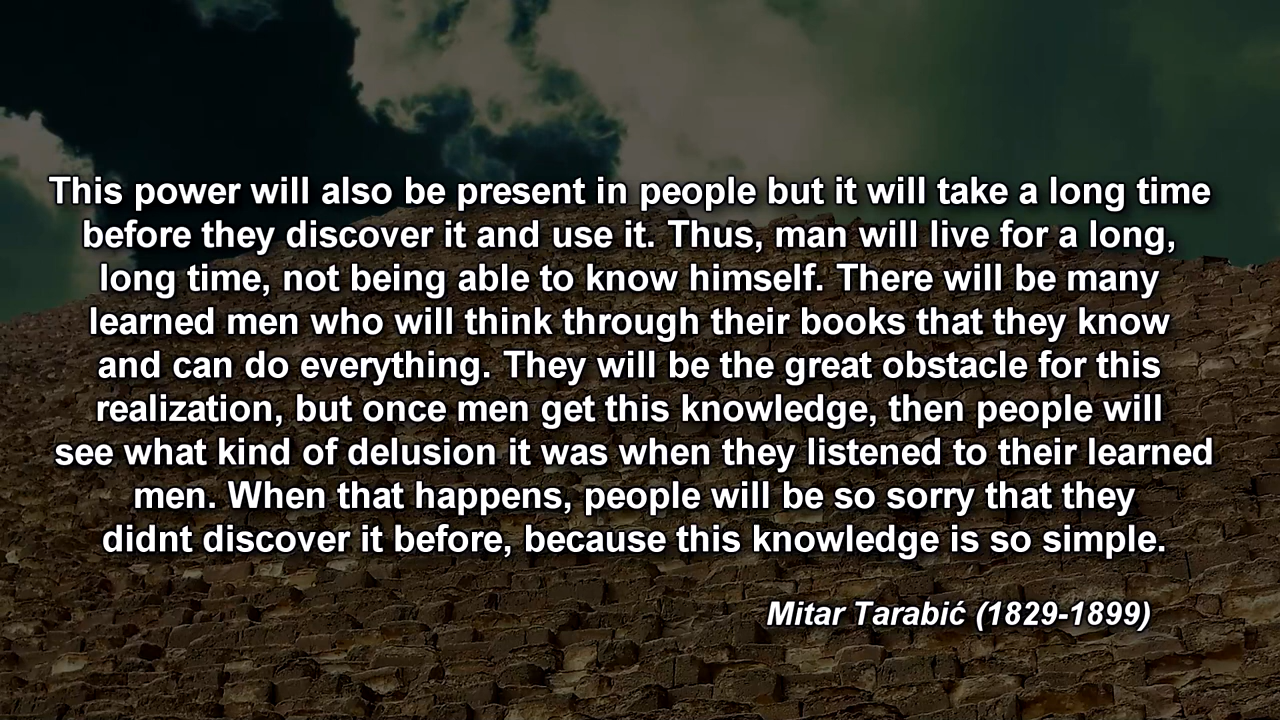 This power will also be present in people but it will take a long time
before they discover it and use it. Thus, man will live for a long,
long time, not being able to know himself. There will be many
learned men who will think through their books that they know
and can do everything. They will be the great obstacle for this
realization, but once men get this knowledge, then people will
see what kind of delusion it was when they listened to their learned
men. When that happens, people will be so sorry that they
didnt discover it before, because this knowledge is so simple.
Mitar Tarabić (1829-1899)